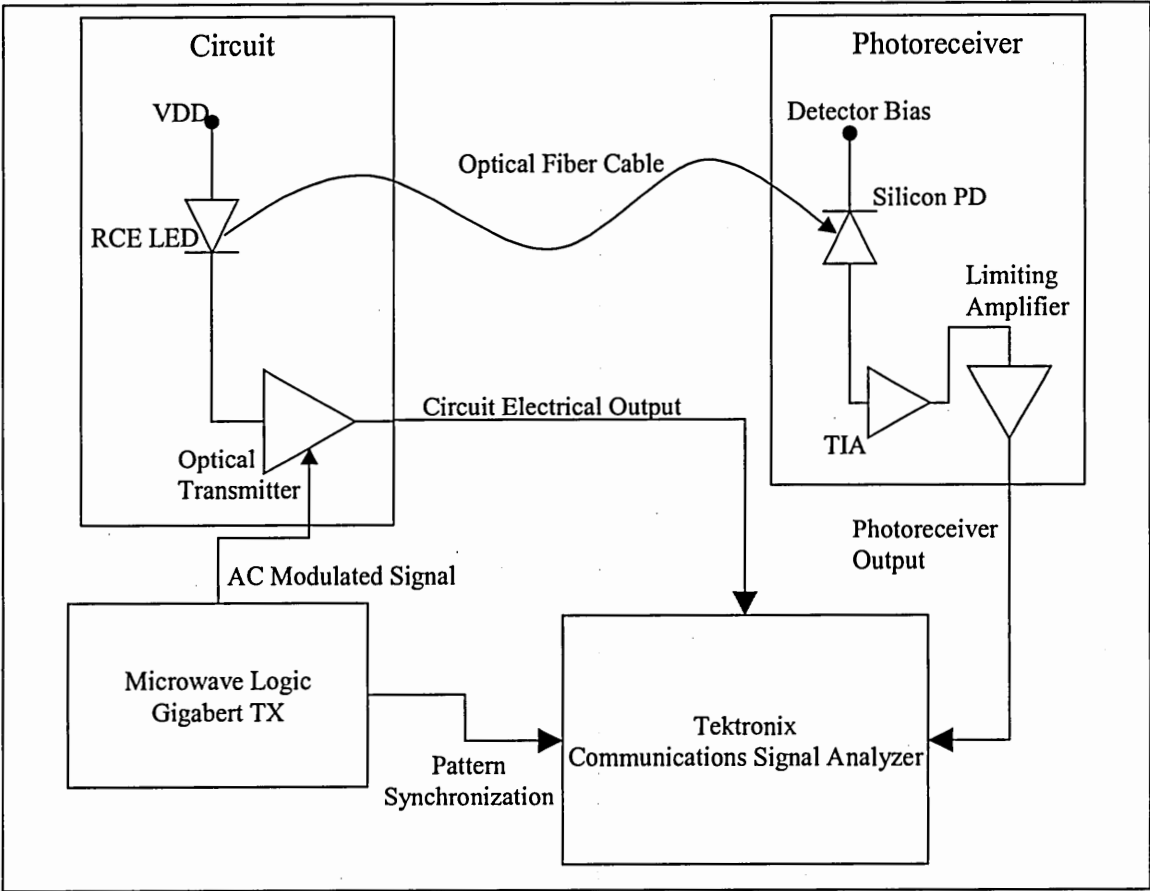 Circuit
Photoreceiver
VDD
Detector Bias
Optical Fiber Cable
Silicon PD
RCE LED
Limiting
Amplifier
Circuit Electrical Output
TIA
Optical
Transmitter
Photoreceiver
Output
AC Modulated Signal
Microwave Logic
Gigabert TX
Tektronix
Communications Signal Analyzer
Pattern
Synchronization